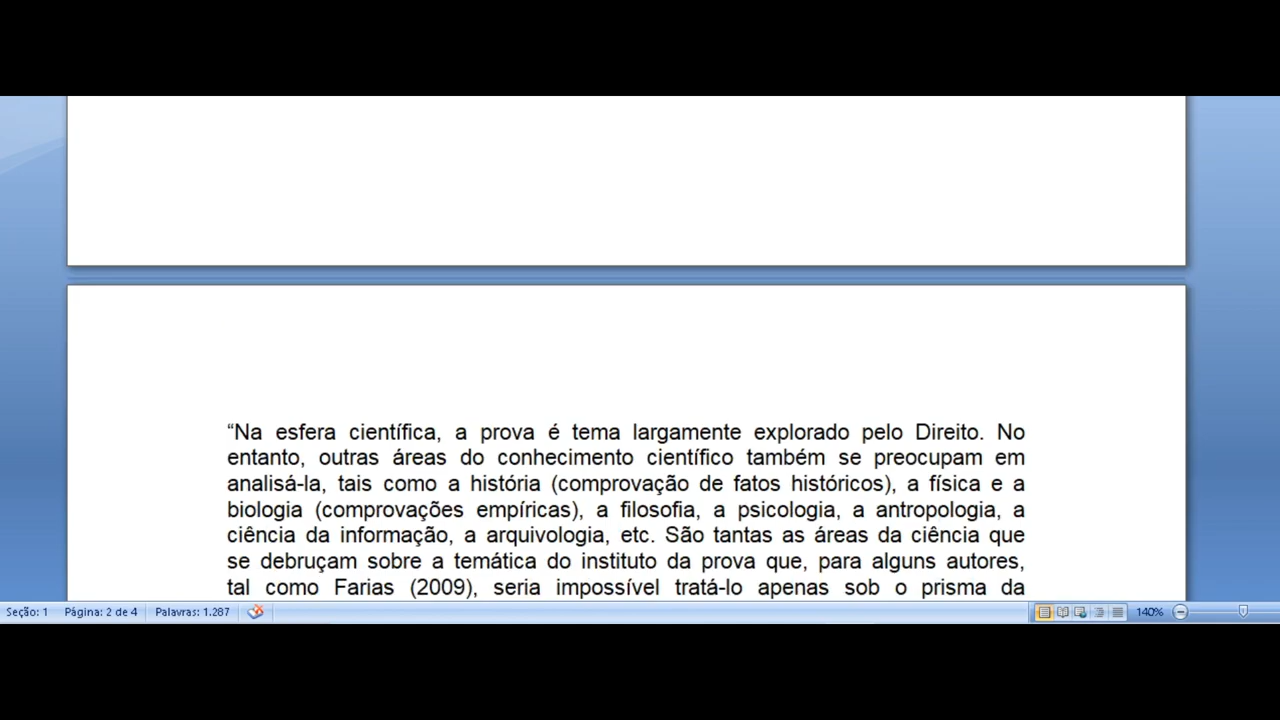 “Na esfera científica, a prova é tema largamente explorado pelo Direito. No
entanto, outras áreas do conhecimento científico também se preocupam em
analisá-la, tais como a história (comprovação de fatos históricos), a física e a
biologia (comprovações empíricas), a filosofia, a psicologia, a antropologia, a
ciência da informação, a arquivologia, etc. São tantas as áreas da ciência que
se debruçam sobre a temática do instituto da prova que, para alguns autores,
tal como Farias (2009), seria impossível tratá-lo apenas sob o prisma da
Seção: 1 Página: 2 de 4 Palavras: 1.287 140%